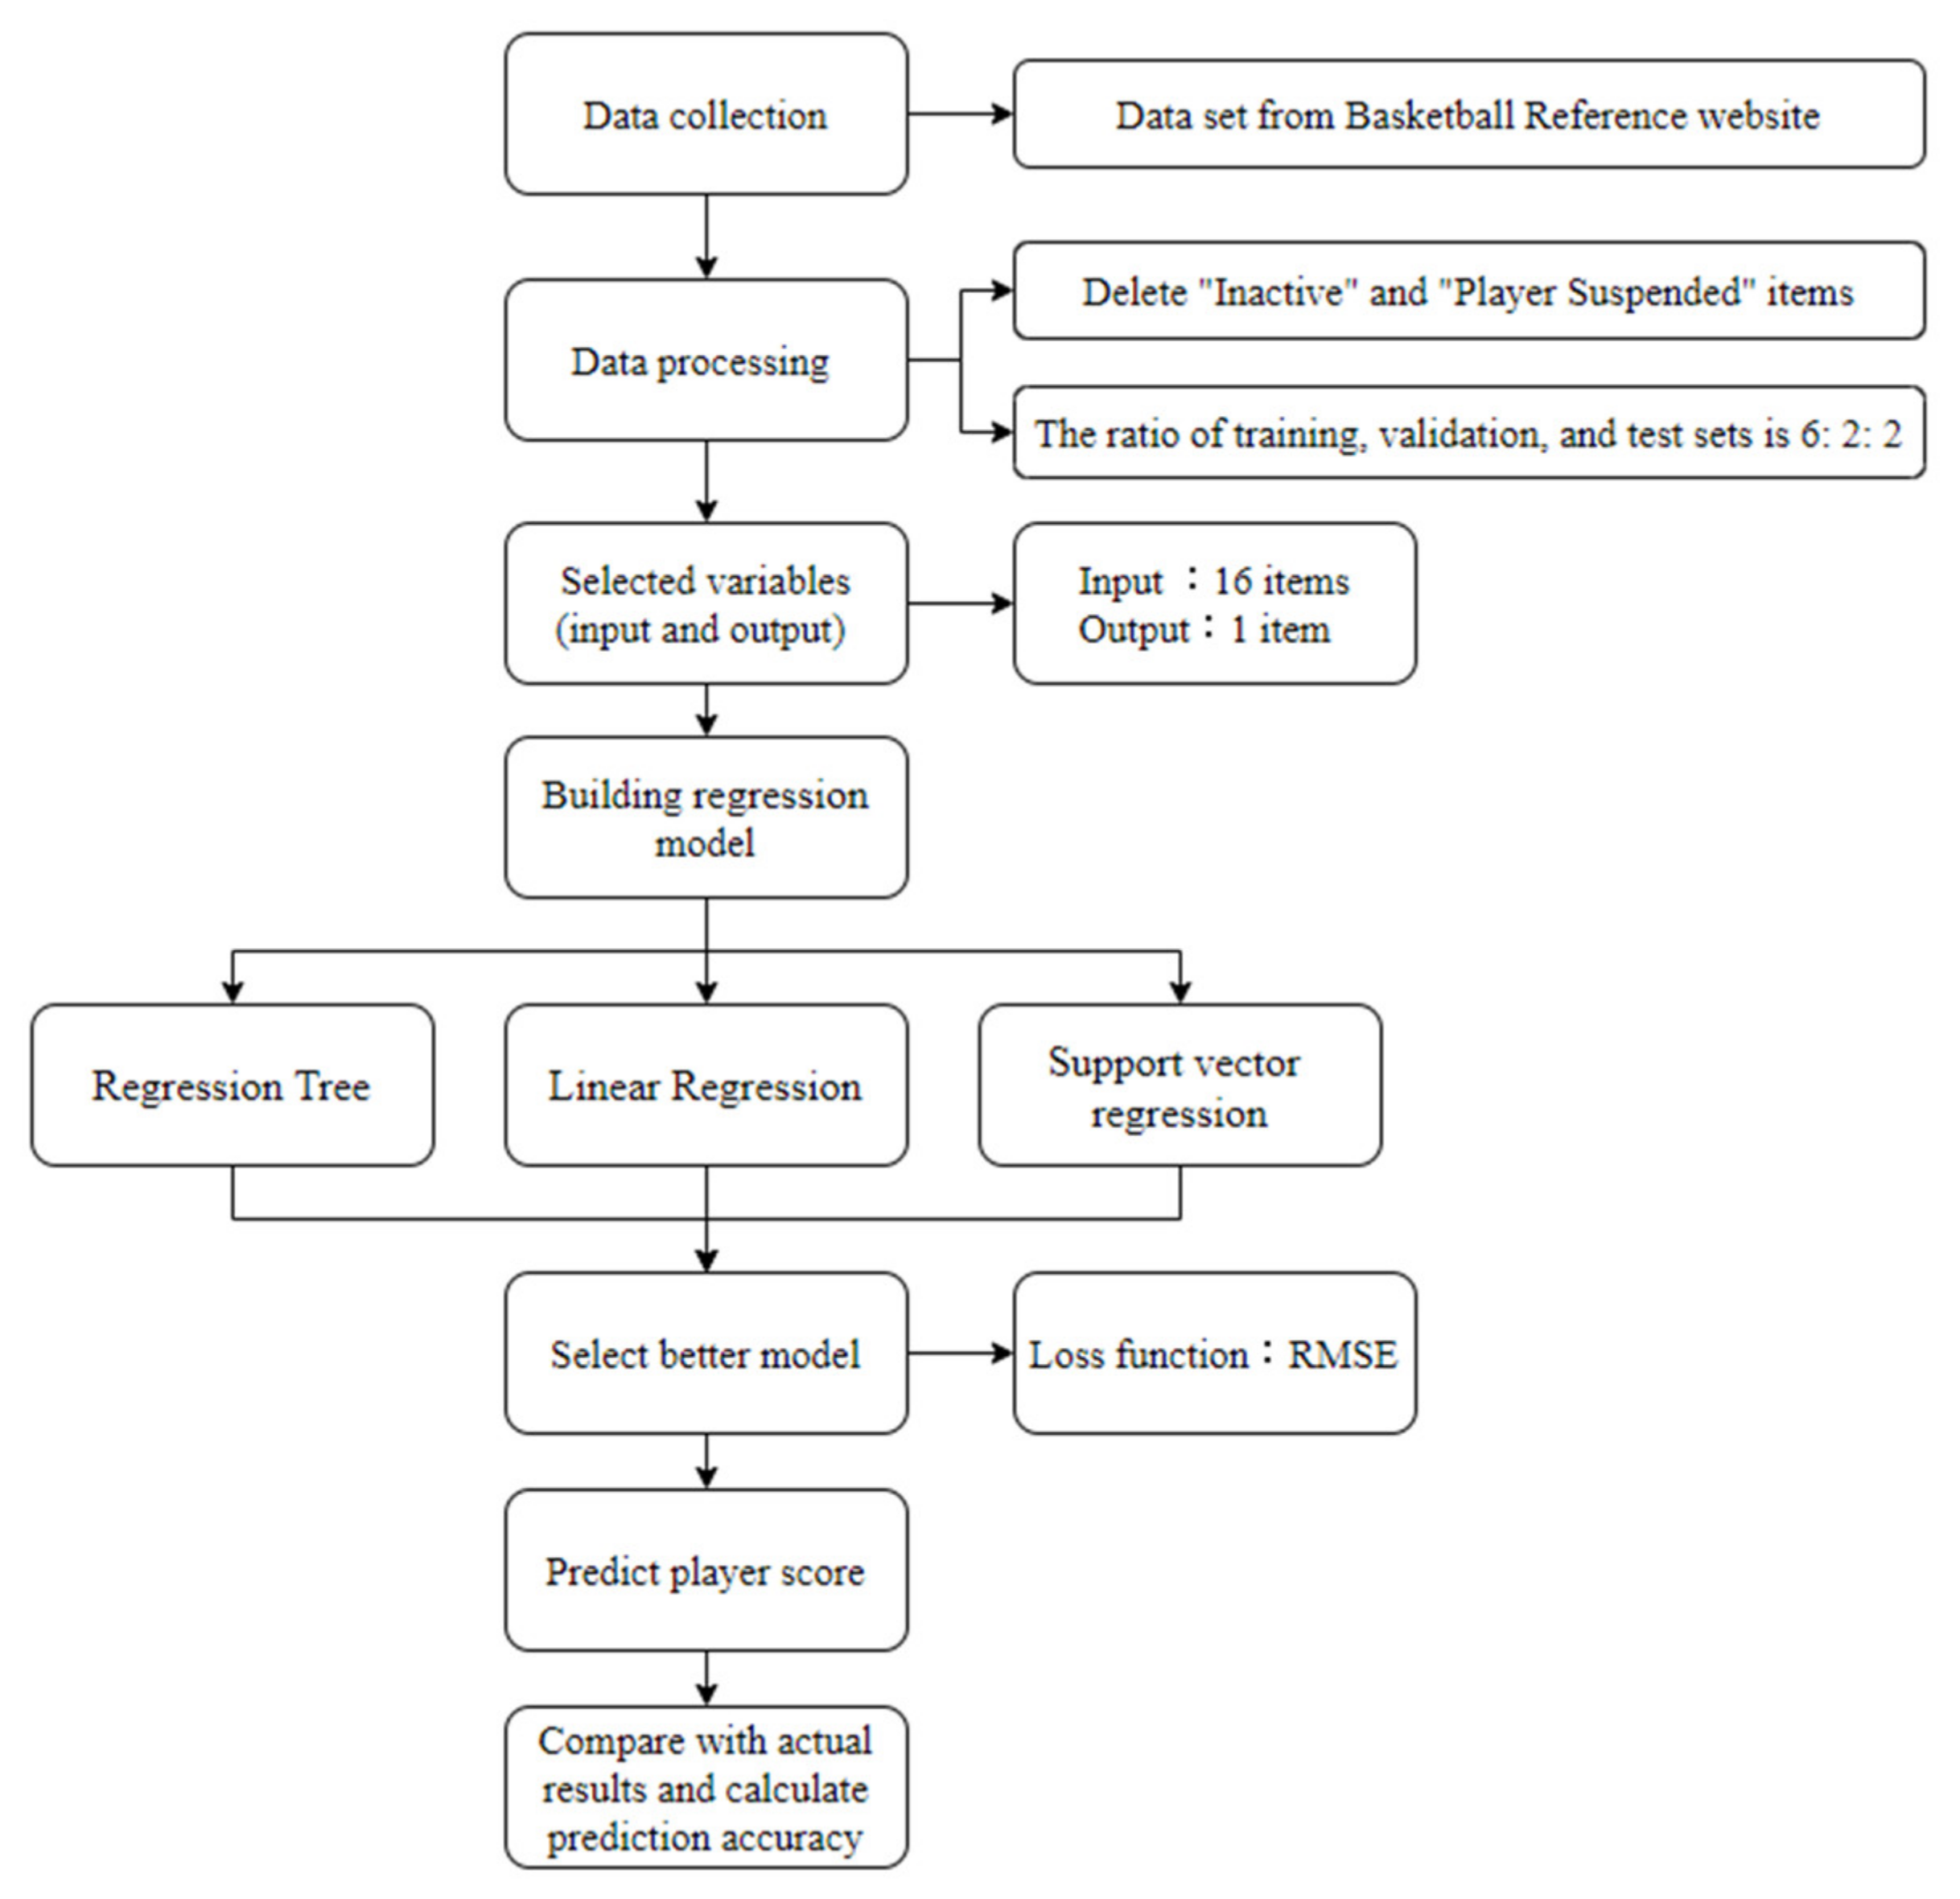 Data collection
Data set from Basketball Reference website
Data processing
Delete "Inactive" and "Player Suspended" items
The ratio of training, validation, and test sets is 6: 2: 2
Selected variables
(input and output)
Input ：16 items
Output：1 item
Building regression
model
Regression Tree
Linear Regression
Support vector
regression
Select better model
Loss function：RMSE
Predict player score
Compare with actual
results and calculate
prediction accuracy